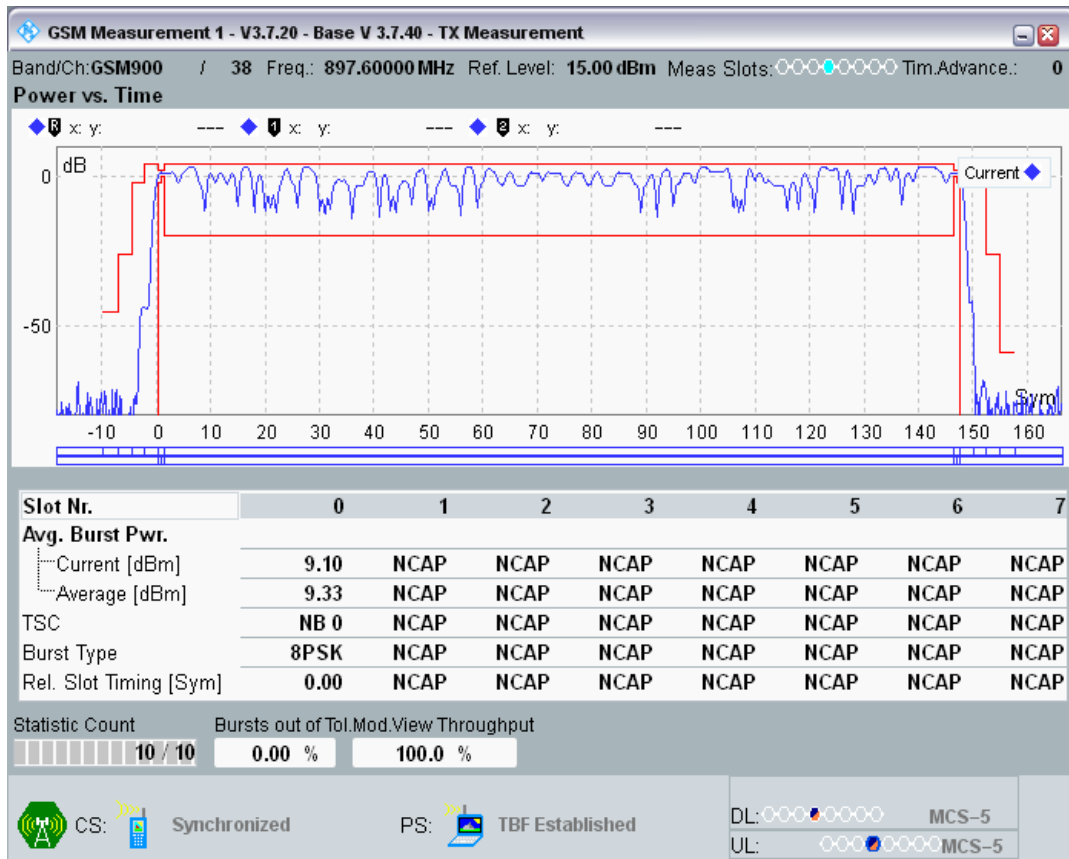 GSM Measurement 1 - V3.7.20 - Base V 3.7.40 - TX Measurement
Band/Ch:GSM900 / 38 Freq.: 897.60000 MHz Ref. Level: 15.00 dBm Meas Slots: Tim.Advance.: 0
Power vs. Time
R x: y: --- 1 x: y: --- 2 x: y: ---
dB
Current
0
-50
Sym
-10 0 10 20 30 40 50 60 70 80 90 100 110 120 130 140 150 160
Slot Nr. 0 1 2 3 4 5 6 7
Avg. Burst Pwr.
Current [dBm] 9.10 NCAP NCAP NCAP NCAP NCAP NCAP NCAP
Average [dBm] 9.33 NCAP NCAP NCAP NCAP NCAP NCAP NCAP
TSC NB 0 NCAP NCAP NCAP NCAP NCAP NCAP NCAP
Burst Type 8PSK NCAP NCAP NCAP NCAP NCAP NCAP NCAP
Rel. Slot Timing [Sym] 0.00 NCAP NCAP NCAP NCAP NCAP NCAP NCAP
Statistic Count Bursts out of Tol. Mod.View Throughput
10 / 10 0.00 % 100.0 %
CS: Synchronized PS: TBF Established
DL: MCS-5
UL: MCS-5